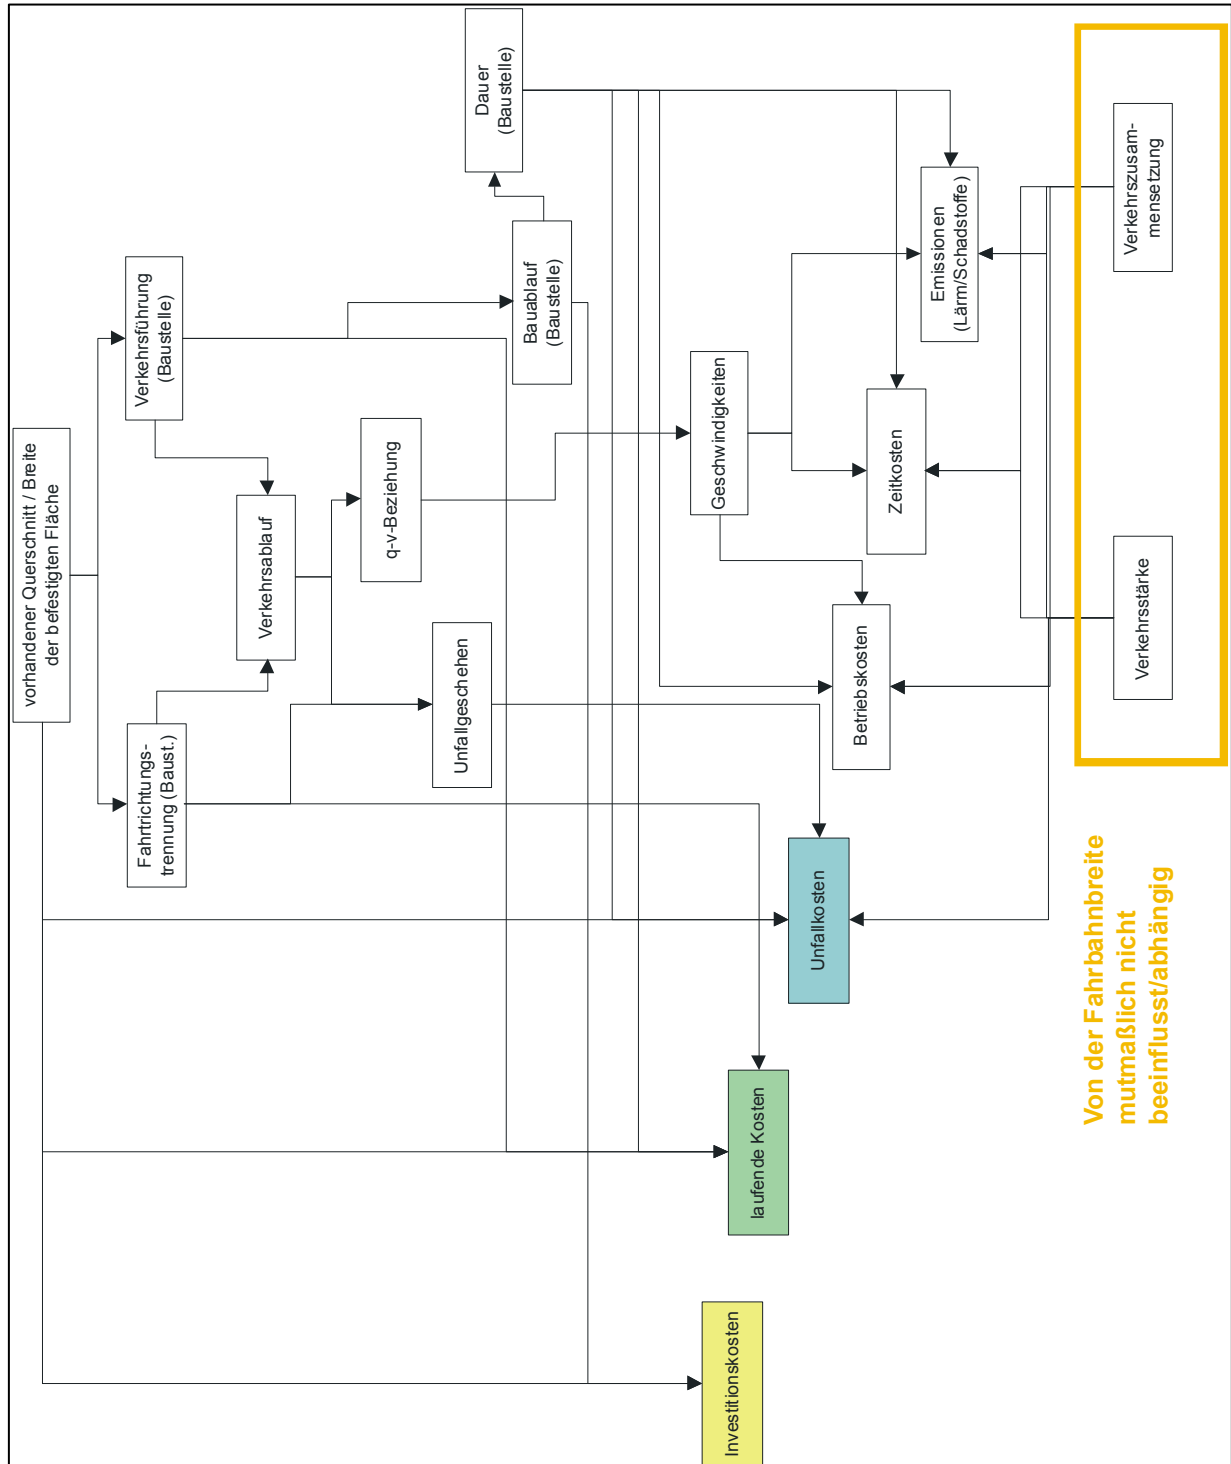 vorhandener Querschnitt / Breite
der befestigten Fläche
Fahrtrichtungs-
trennung (Baust.)
Verkehrsführung
(Baustelle)
Verkehrsablauf
Unfallgeschehen
q-v-Beziehung
Bauablauf
(Baustelle)
Dauer
(Baustelle)
Investitionskosten
laufende Kosten
Unfallkosten
Betriebskosten
Geschwindigkeiten
Zeitkosten
Emissionen
(Lärm/Schadstoffe)
Verkehrsstärke
Verkehrszusam-
mensetzung
Von der Fahrbahnbreite
mutmaßlich nicht
beeinflusst/abhängig